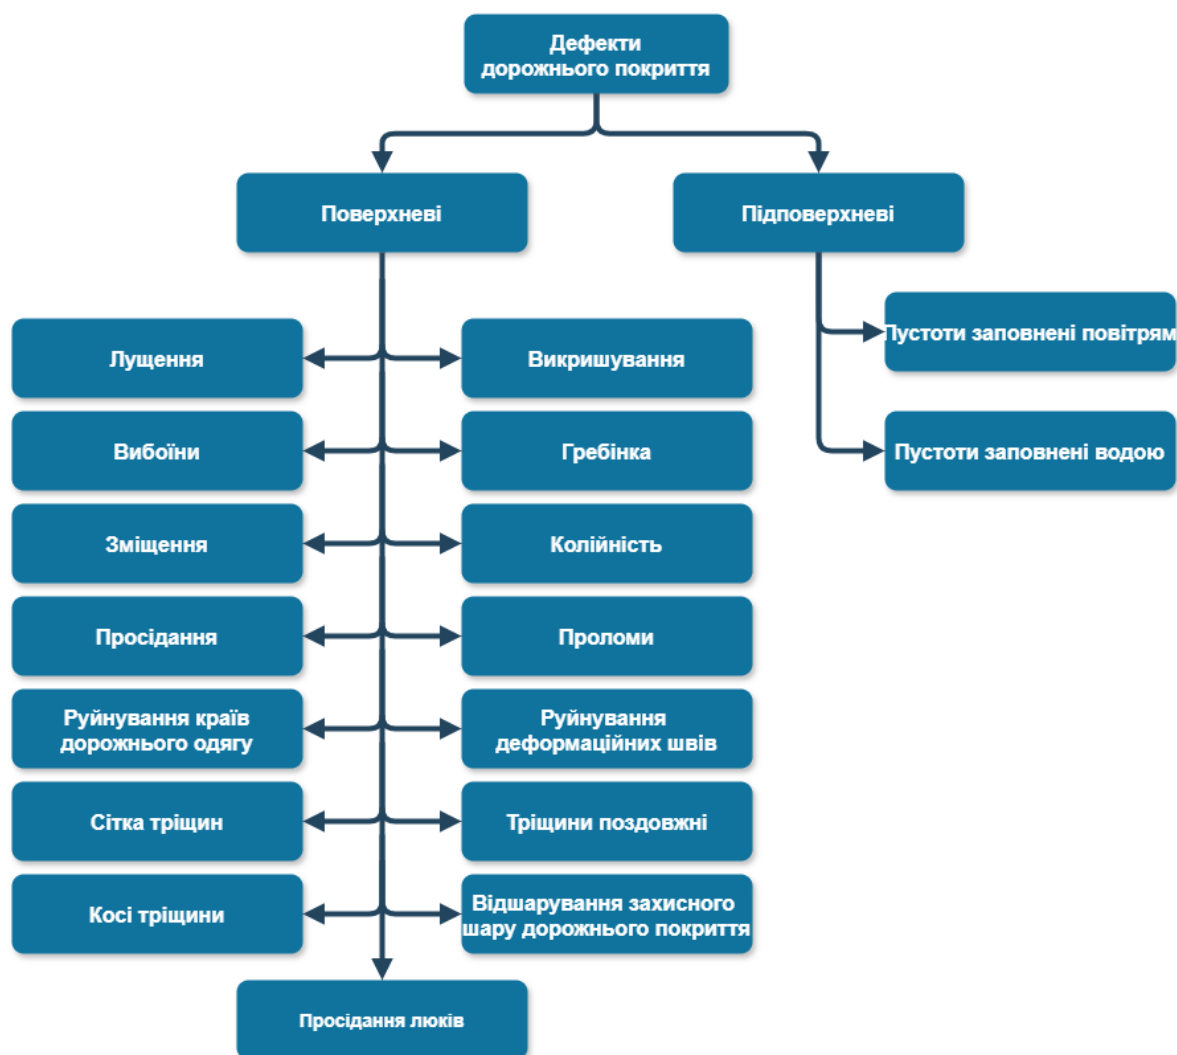 Дефекти
дорожнього покриття
Поверхневі
Підповерхневі
Пустоти заповнені повітрям
Лущення
Викришування
Вибоїни
Гребінка
Пустоти заповнені водою
Зміщення
Колійність
Просідання
Проломи
Руйнування країв
дорожнього одягу
Руйнування
деформаційних швів
Сітка тріщин
Тріщини поздовжні
Косі тріщини
Відшарування захисного
шару дорожнього покриття
Просідання люків